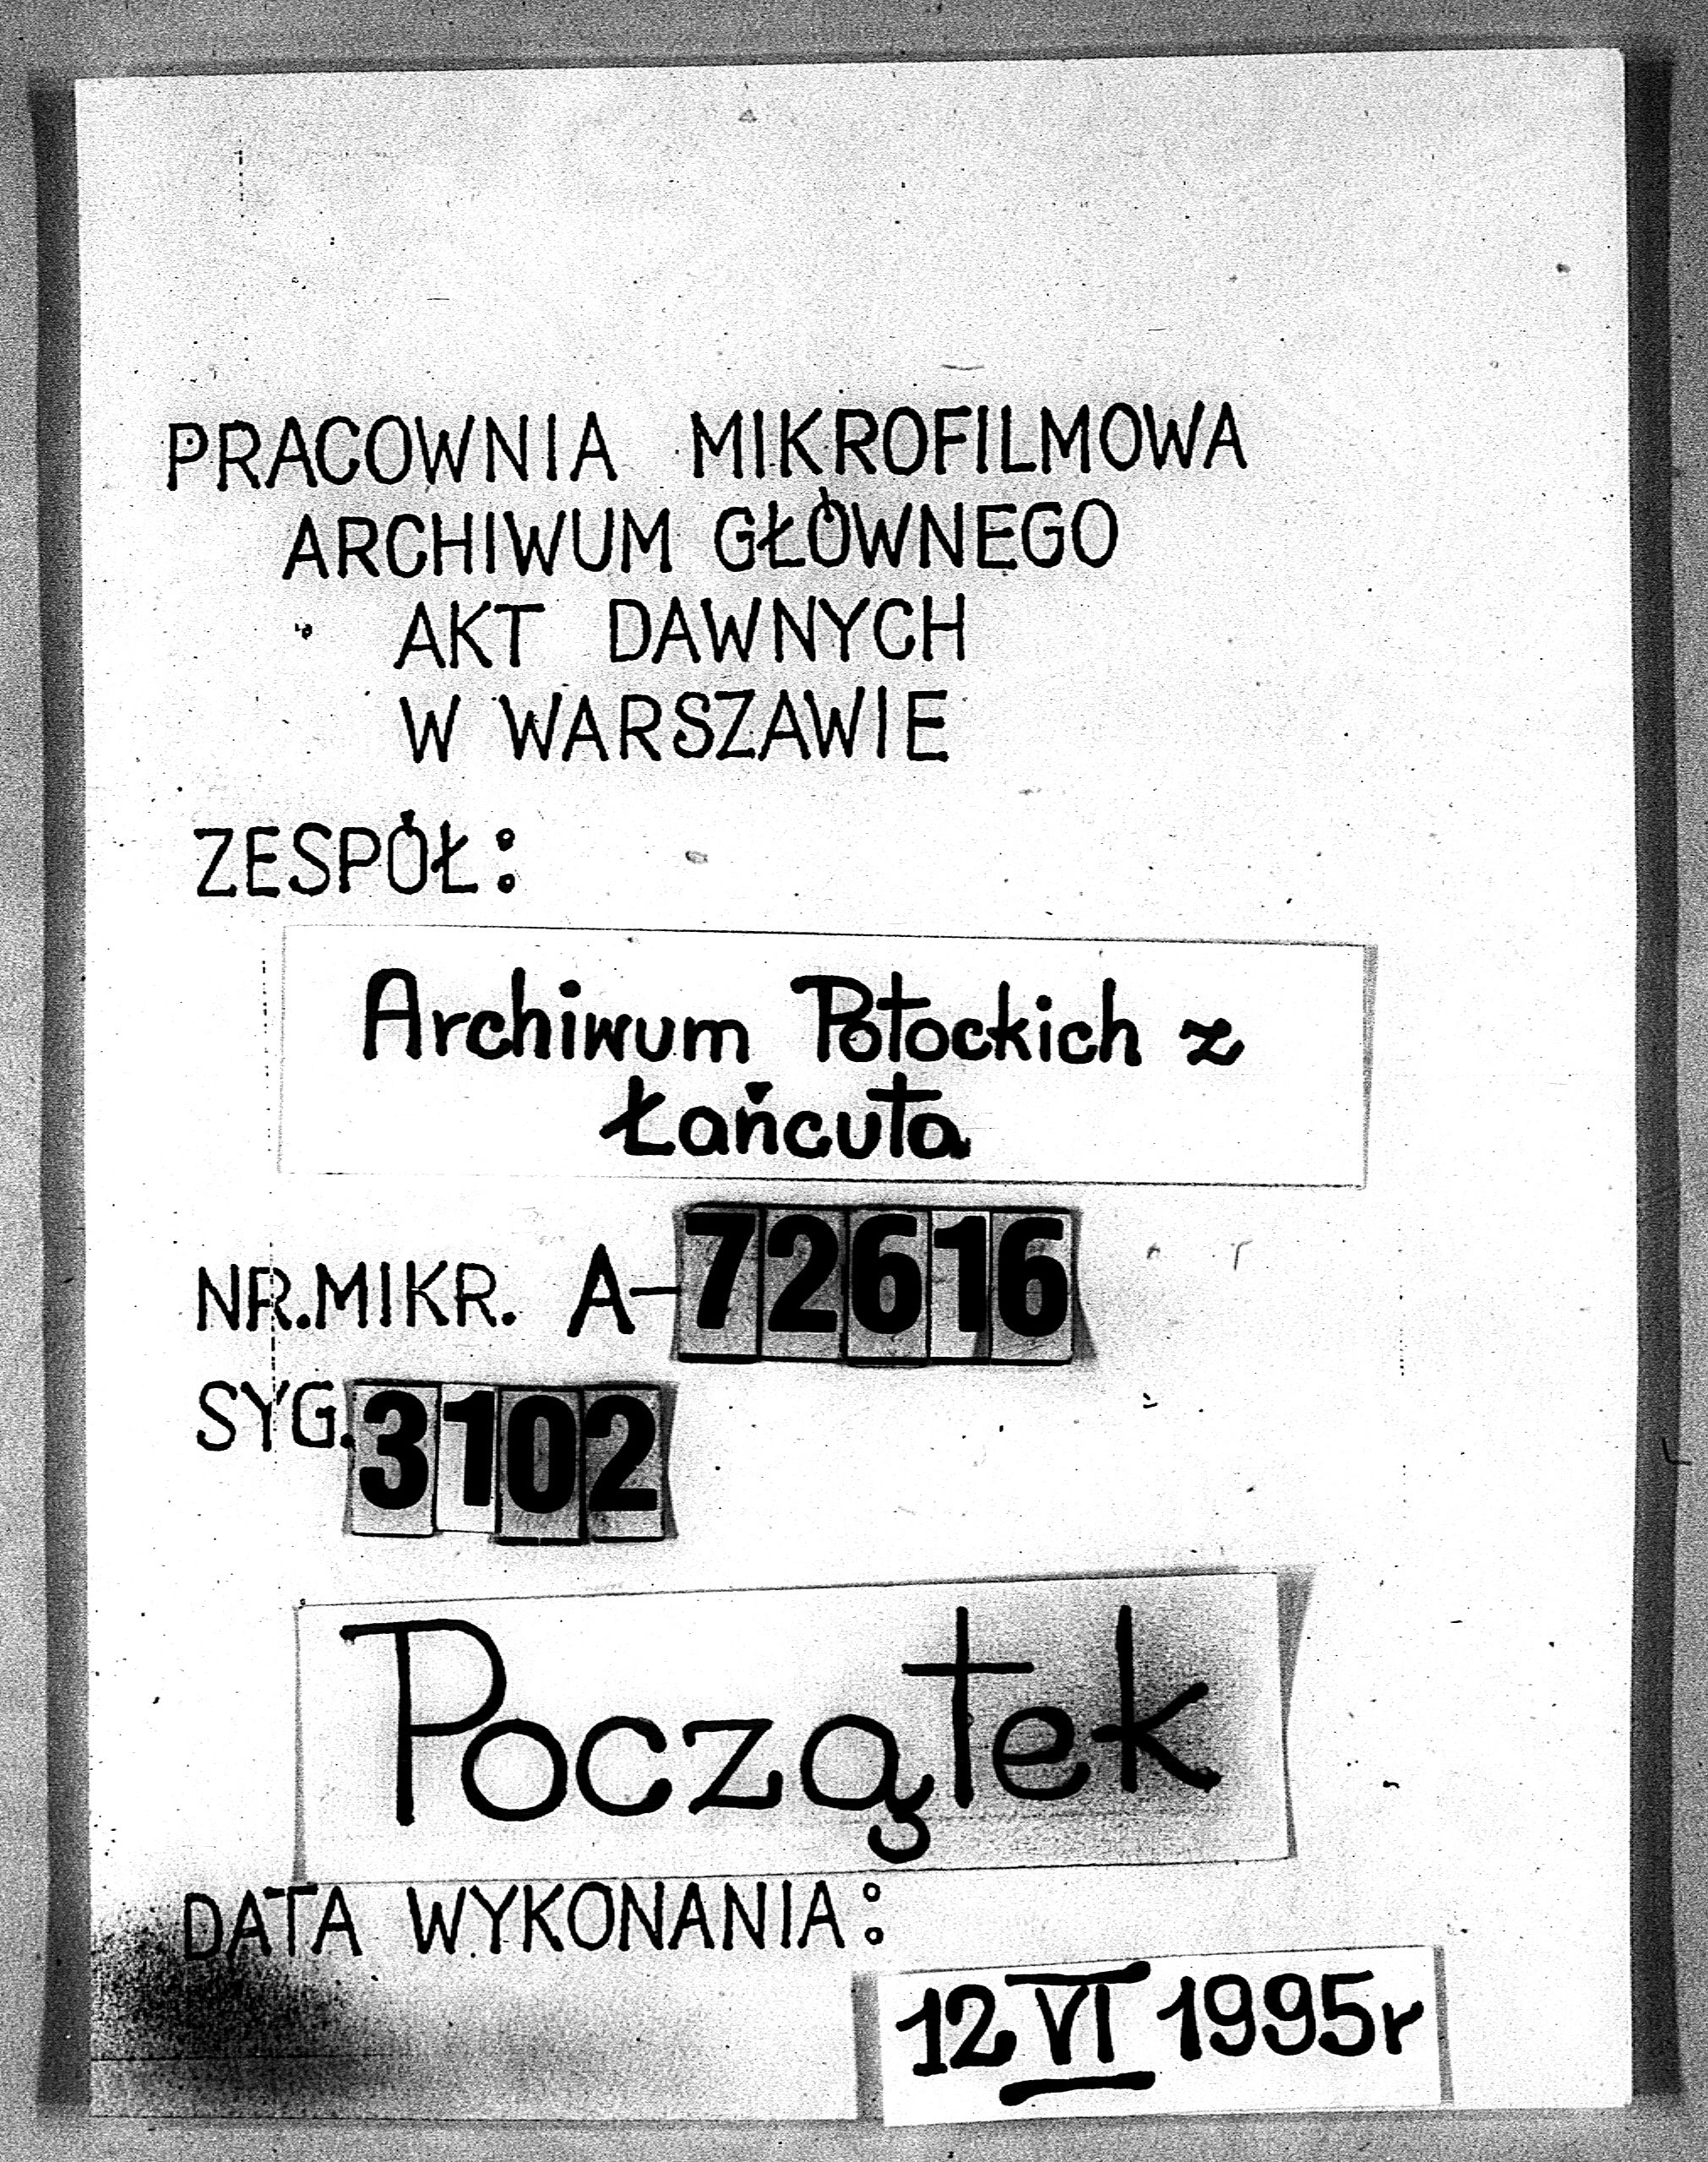 PRACOWNIA MIKROFILMOWA
ARCHIWUM GŁÓWNEGO
AKT DAWNYCH
W WARSZAWIE
ZESPÓŁ:
Archiwum Potockich z
Łańcuta
NR.MIKR. A-72616
SYG.3102
Początek
DATA WYKONANIA:
12 VI 1995r